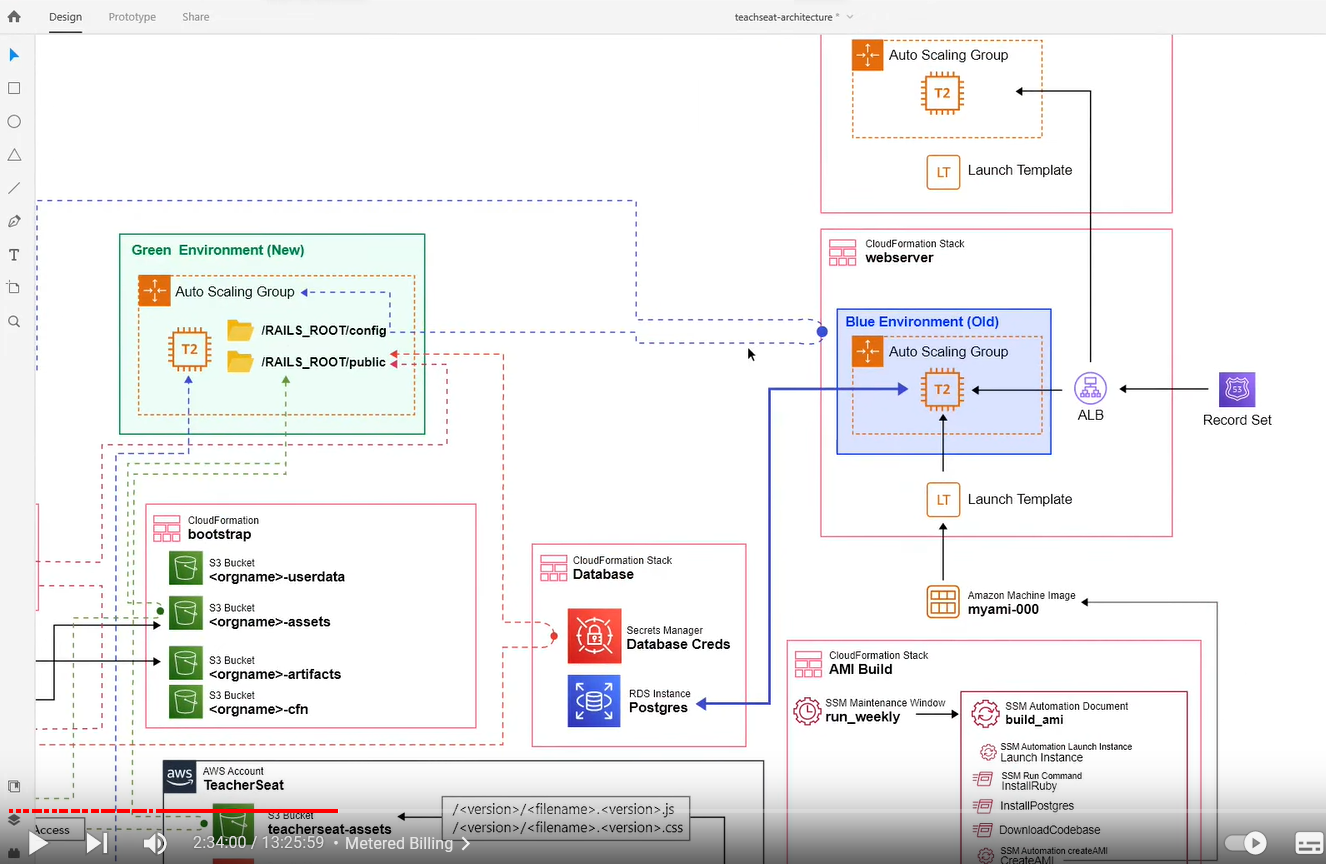 Design
Prototype
Share
teachseat-architecture *
Auto Scaling Group
T2
LT
Launch Template
Green  Environment (New)
Auto Scaling Group
/RAILS_ROOT/config
T2
/RAILS_ROOT/public
CloudFormation Stack
webserver
Blue Environment (Old)
Auto Scaling Group
T2
ALB
53
Record Set
LT
Launch Template
Amazon Machine Image
myami-000
CloudFormation
bootstrap
S3 Bucket
<orgname>-userdata
S3 Bucket
<orgname>-assets
S3 Bucket
<orgname>-artifacts
S3 Bucket
<orgname>-cfn
CloudFormation Stack
Database
Secrets Manager
Database Creds
RDS Instance
Postgres
CloudFormation Stack
AMI Build
SSM Maintenance Window
run_weekly
SSM Automation Document
build_ami
SSM Automation Launch Instance
Launch Instance
SSM Run Command
InstallRuby
InstallPostgres
DownloadCodebase
SSM Automation createAMI
CreateAMI
aws
AWS Account
TeacherSeat
S3 Bucket
teacherseat-assets
/<version>/<filename>.<version>.js
/<version>/<filename>.<version>.css
Access
2:34:00 / 13:25:59 • Metered Billing